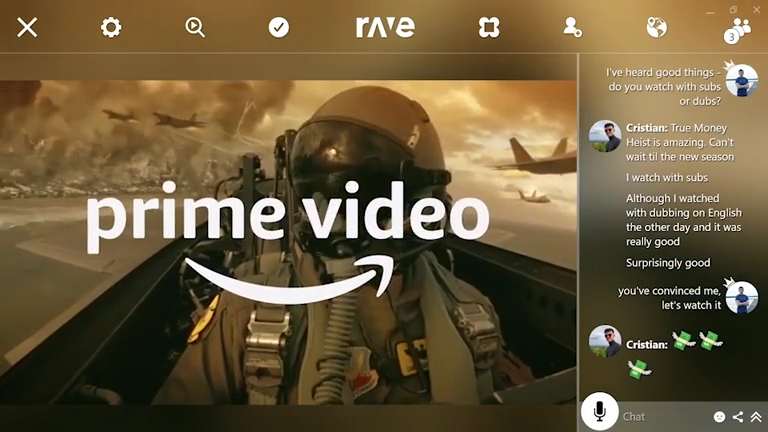 rave
3
prime video
I've heard good things -
do you watch with subs
or dubs?
Cristian: True Money
Heist is amazing. Can't
wait til the new season
I watch with subs
Although I watched
with dubbing on English
the other day and it was
really good
Surprisingly good
you've convinced me,
let's watch it
Cristian:
Chat